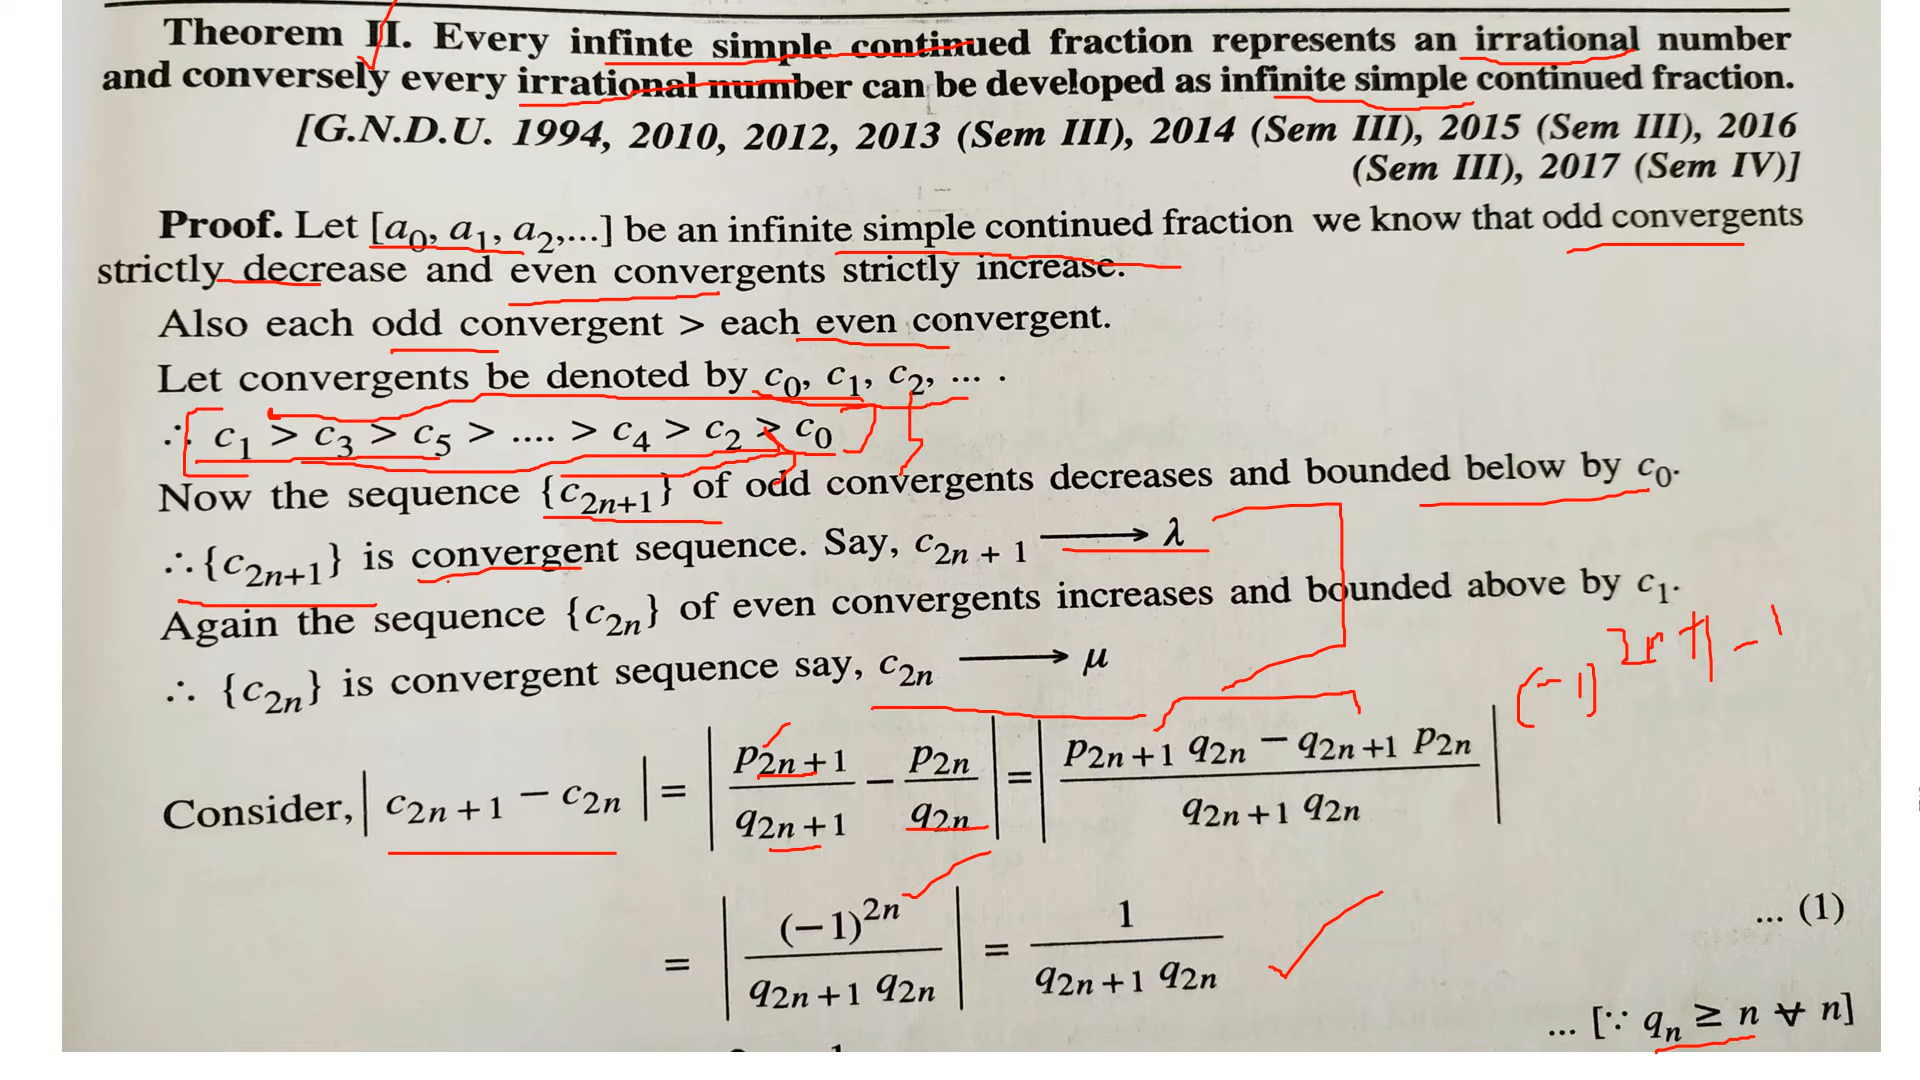 Theorem II. Every infinte simple continued fraction represents an irrational number
and conversely every irrational number can be developed as infinite simple continued fraction.
[G.N.D.U. 1994, 2010, 2012, 2013 (Sem III), 2014 (Sem III), 2015 (Sem III), 2016
(Sem III), 2017 (Sem IV)]
Proof. Let [a₀, a₁, a₂,...] be an infinite simple continued fraction we know that odd convergents
strictly decrease and even convergents strictly increase.
Also each odd convergent > each even convergent.
Let convergents be denoted by c₀, c₁, c₂, ... .
∴ c₁ > c₃ > c₅ > .... > c₄ > c₂ > c₀
Now the sequence {c₂ₙ₊₁} of odd convergents decreases and bounded below by c₀.
∴ {c₂ₙ₊₁} is convergent sequence. Say, c₂ₙ₊₁ ⟶ λ
Again the sequence {c₂ₙ} of even convergents increases and bounded above by c₁.
∴ {c₂ₙ} is convergent sequence say, c₂ₙ ⟶ μ
(-1)^(2n+1-1)
Consider, | c₂ₙ₊₁ − c₂ₙ | = | p₂ₙ₊₁/q₂ₙ₊₁ − p₂ₙ/q₂ₙ | = | (p₂ₙ₊₁ q₂ₙ − q₂ₙ₊₁ p₂ₙ)/(q₂ₙ₊₁ q₂ₙ) |
= | (−1)²ⁿ/(q₂ₙ₊₁ q₂ₙ) | = 1/(q₂ₙ₊₁ q₂ₙ) ... (1)
... [∵ qₙ ≥ n ∀ n]